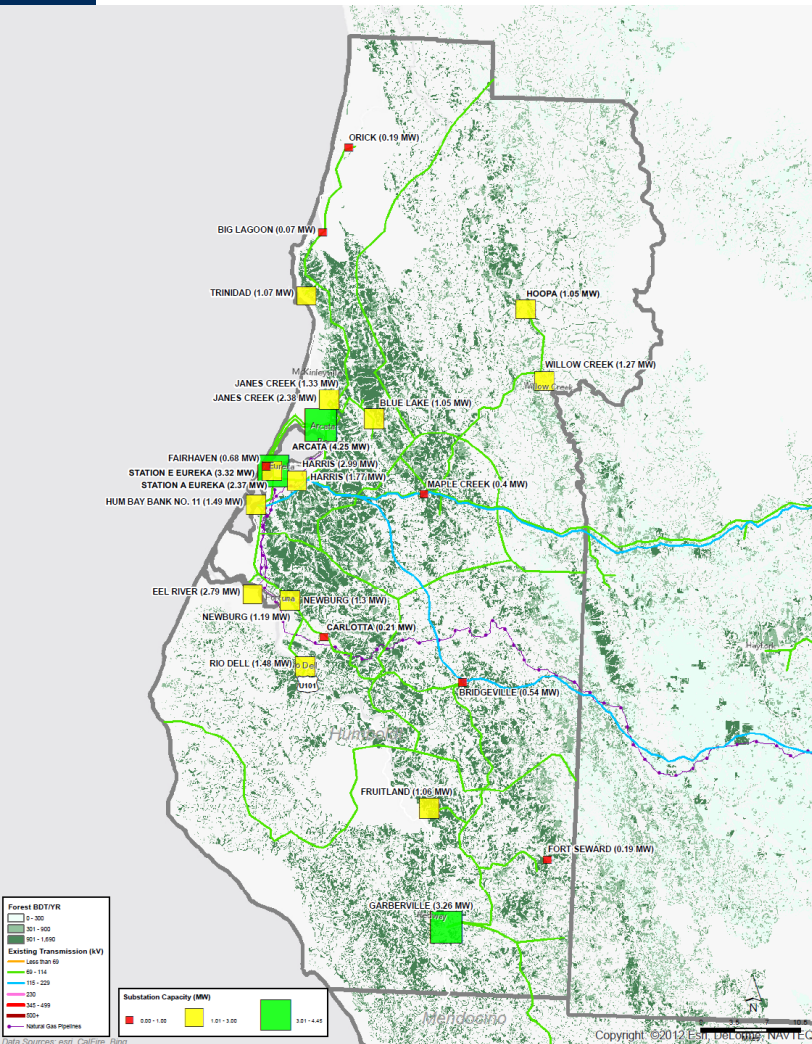 ORICK (0.19 MW)
BIG LAGOON (0.07 MW)
TRINIDAD (1.07 MW)
HOOPA (1.05 MW)
WILLOW CREEK (1.27 MW)
Willow Creek
McKinleyville
JANES CREEK (1.33 MW)
JANES CREEK (2.38 MW)
BLUE LAKE (1.05 MW)
Arcata
ARCATA (4.25 MW)
FAIRHAVEN (0.68 MW)
HARRIS (2.99 MW)
STATION E EUREKA (3.32 MW)
HARRIS (1.77 MW)
STATION A EUREKA (2.37 MW)
MAPLE CREEK (0.4 MW)
HUM BAY BANK NO. 11 (1.49 MW)
EEL RIVER (2.79 MW)
NEWBURG (1.3 MW)
NEWBURG (1.19 MW)
CARLOTTA (0.21 MW)
RIO DELL (1.48 MW)
U101
BRIDGEVILLE (0.54 MW)
Humboldt
FRUITLAND (1.06 MW)
FORT SEWARD (0.19 MW)
GARBERVILLE (3.26 MW)
Mendocino
Forest BDT/YR
0 - 300
301 - 900
901 - 1,690
Existing Transmission (kV)
Less than 69
69 - 114
115 - 229
230
345 - 499
500+
Natural Gas Pipelines
Substation Capacity (MW)
0.00 - 1.00
1.01 - 3.00
3.01 - 4.45
N
Copyright: ©2012 Esri, DeLorme, NAVTEC
Data Sources: esri, CalFire, Bing